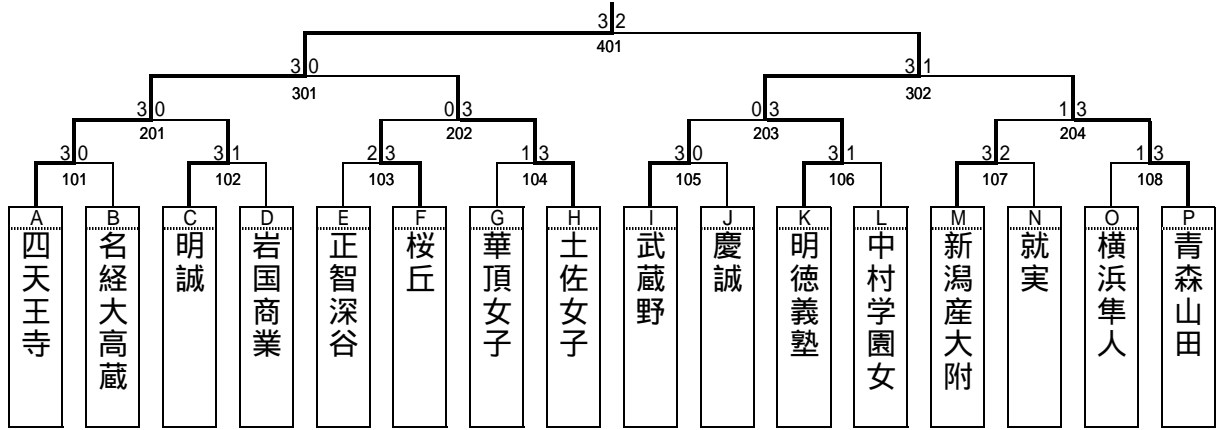 3 2
401
3 0
3 1
301
302
3 0
0 3
0 3
1 3
201
202
203
204
3 0
3 1
2 3
1 3
3 0
3 1
3 2
1 3
101
102
103
104
105
106
107
108
A
B
C
D
E
F
G
H
I
J
K
L
M
N
O
P
四天王寺
名経大高蔵
明誠
岩国商業
正智深谷
桜丘
華頂女子
土佐女子
武蔵野
慶誠
明徳義塾
中村学園女
新潟産大附
就実
横浜隼人
青森山田